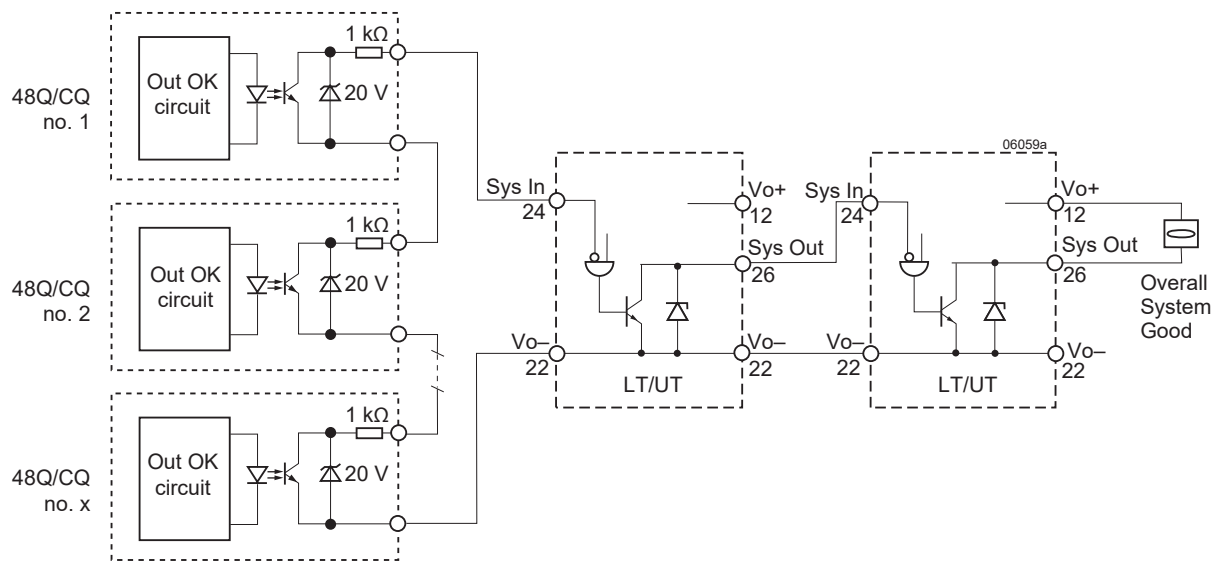 48Q/CQ
no. 1
Out OK
circuit
1 kΩ
20 V
48Q/CQ
no. 2
Out OK
circuit
1 kΩ
20 V
48Q/CQ
no. x
Out OK
circuit
1 kΩ
20 V
Sys In
24
Vo+
12
Sys Out
26
Vo–
22
Vo–
22
LT/UT
06059a
Sys In
24
Vo+
12
Sys Out
26
Vo–
22
Vo–
22
LT/UT
Overall
System
Good